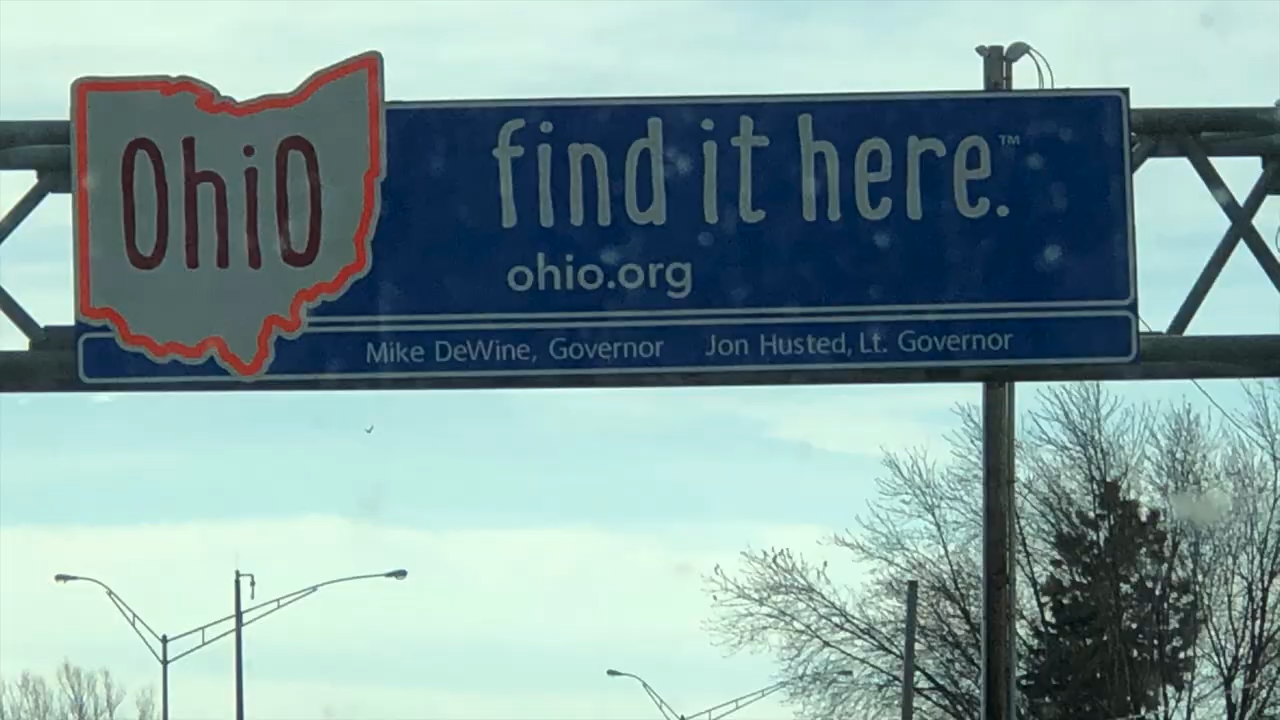 OhiO
find it here.™
ohio.org
Mike DeWine, Governor Jon Husted, Lt. Governor